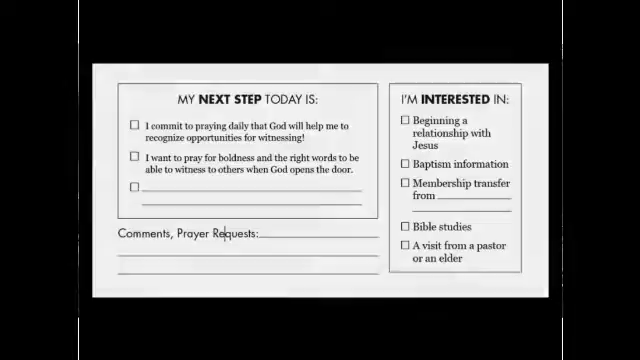 MY NEXT STEP TODAY IS:
I commit to praying daily that God will help me to
recognize opportunities for witnessing!
I want to pray for boldness and the right words to be
able to witness to others when God opens the door.
Comments, Prayer Requests:
I'M INTERESTED IN:
Beginning a
relationship with
Jesus
Baptism information
Membership transfer
from
Bible studies
A visit from a pastor
or an elder